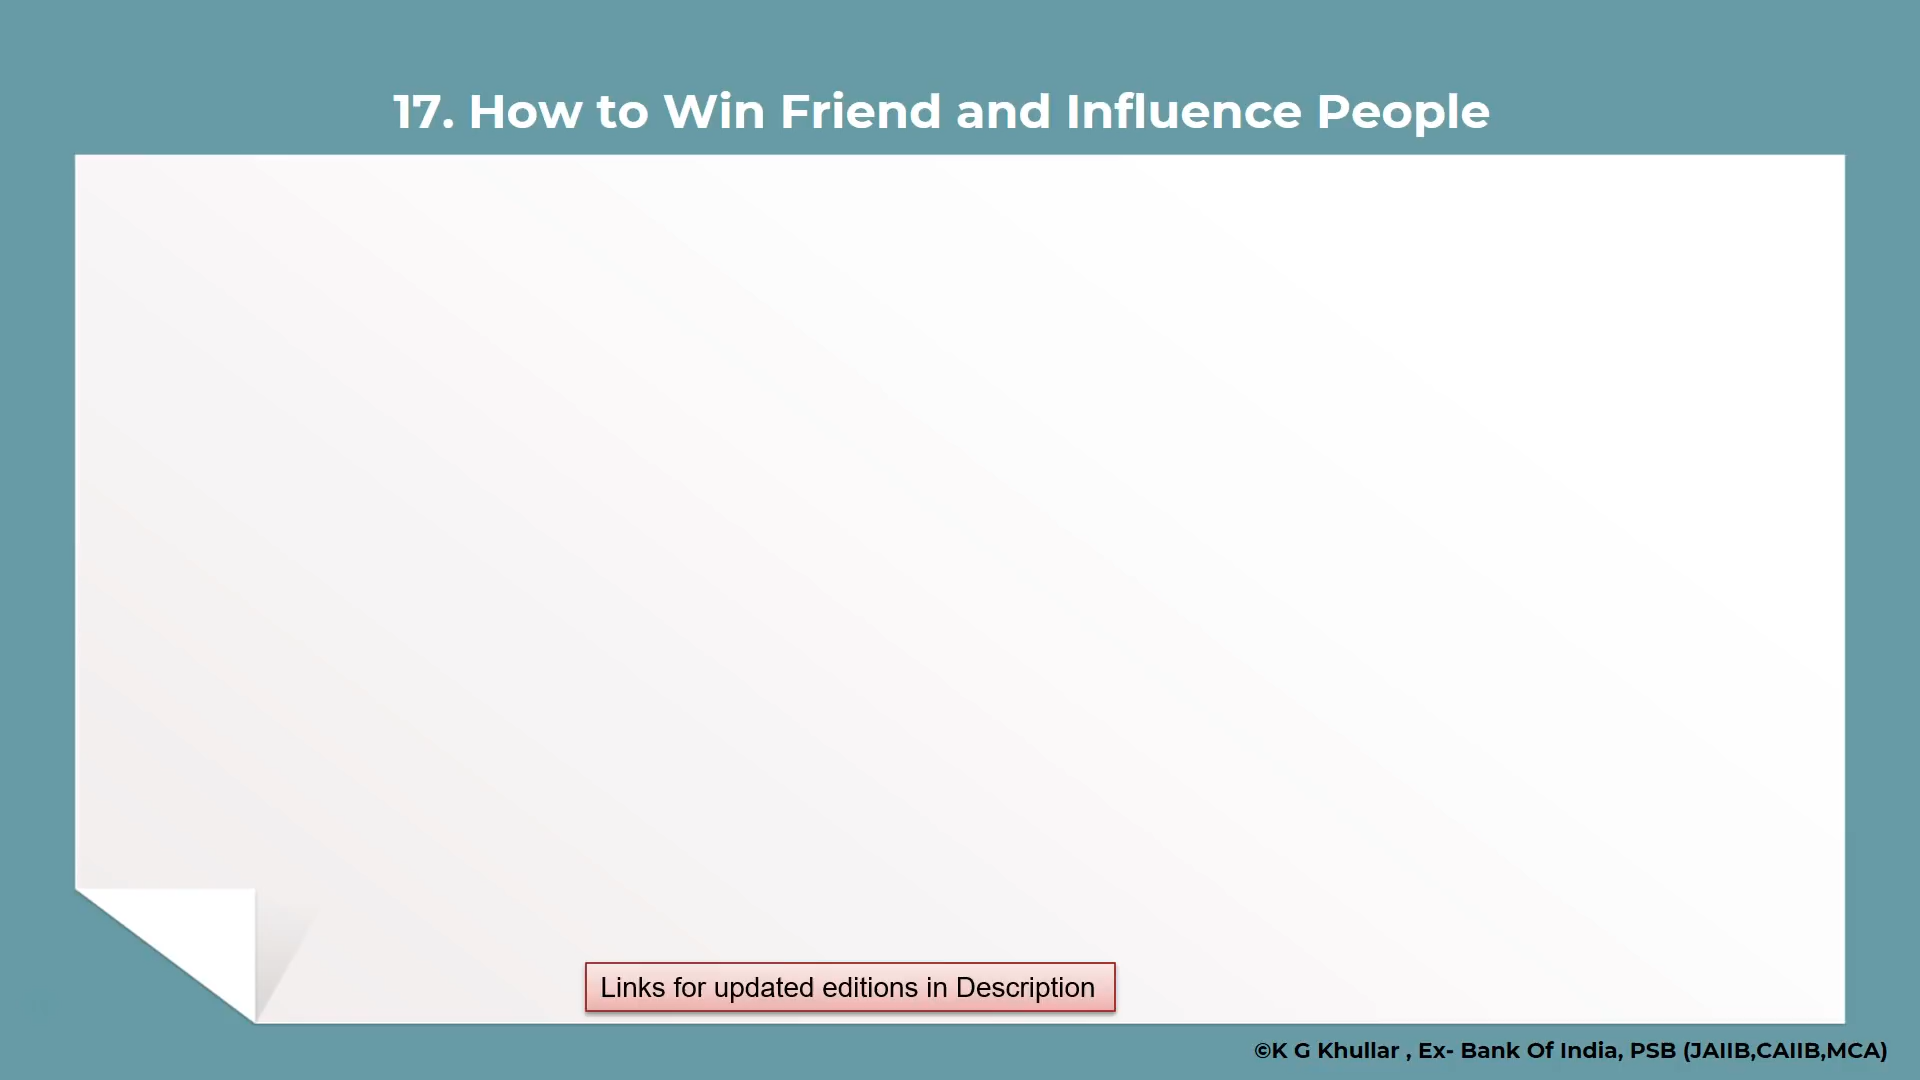 17. How to Win Friend and Influence People
Links for updated editions in Description
©K G Khullar , Ex- Bank Of India, PSB (JAIIB,CAIIB,MCA)